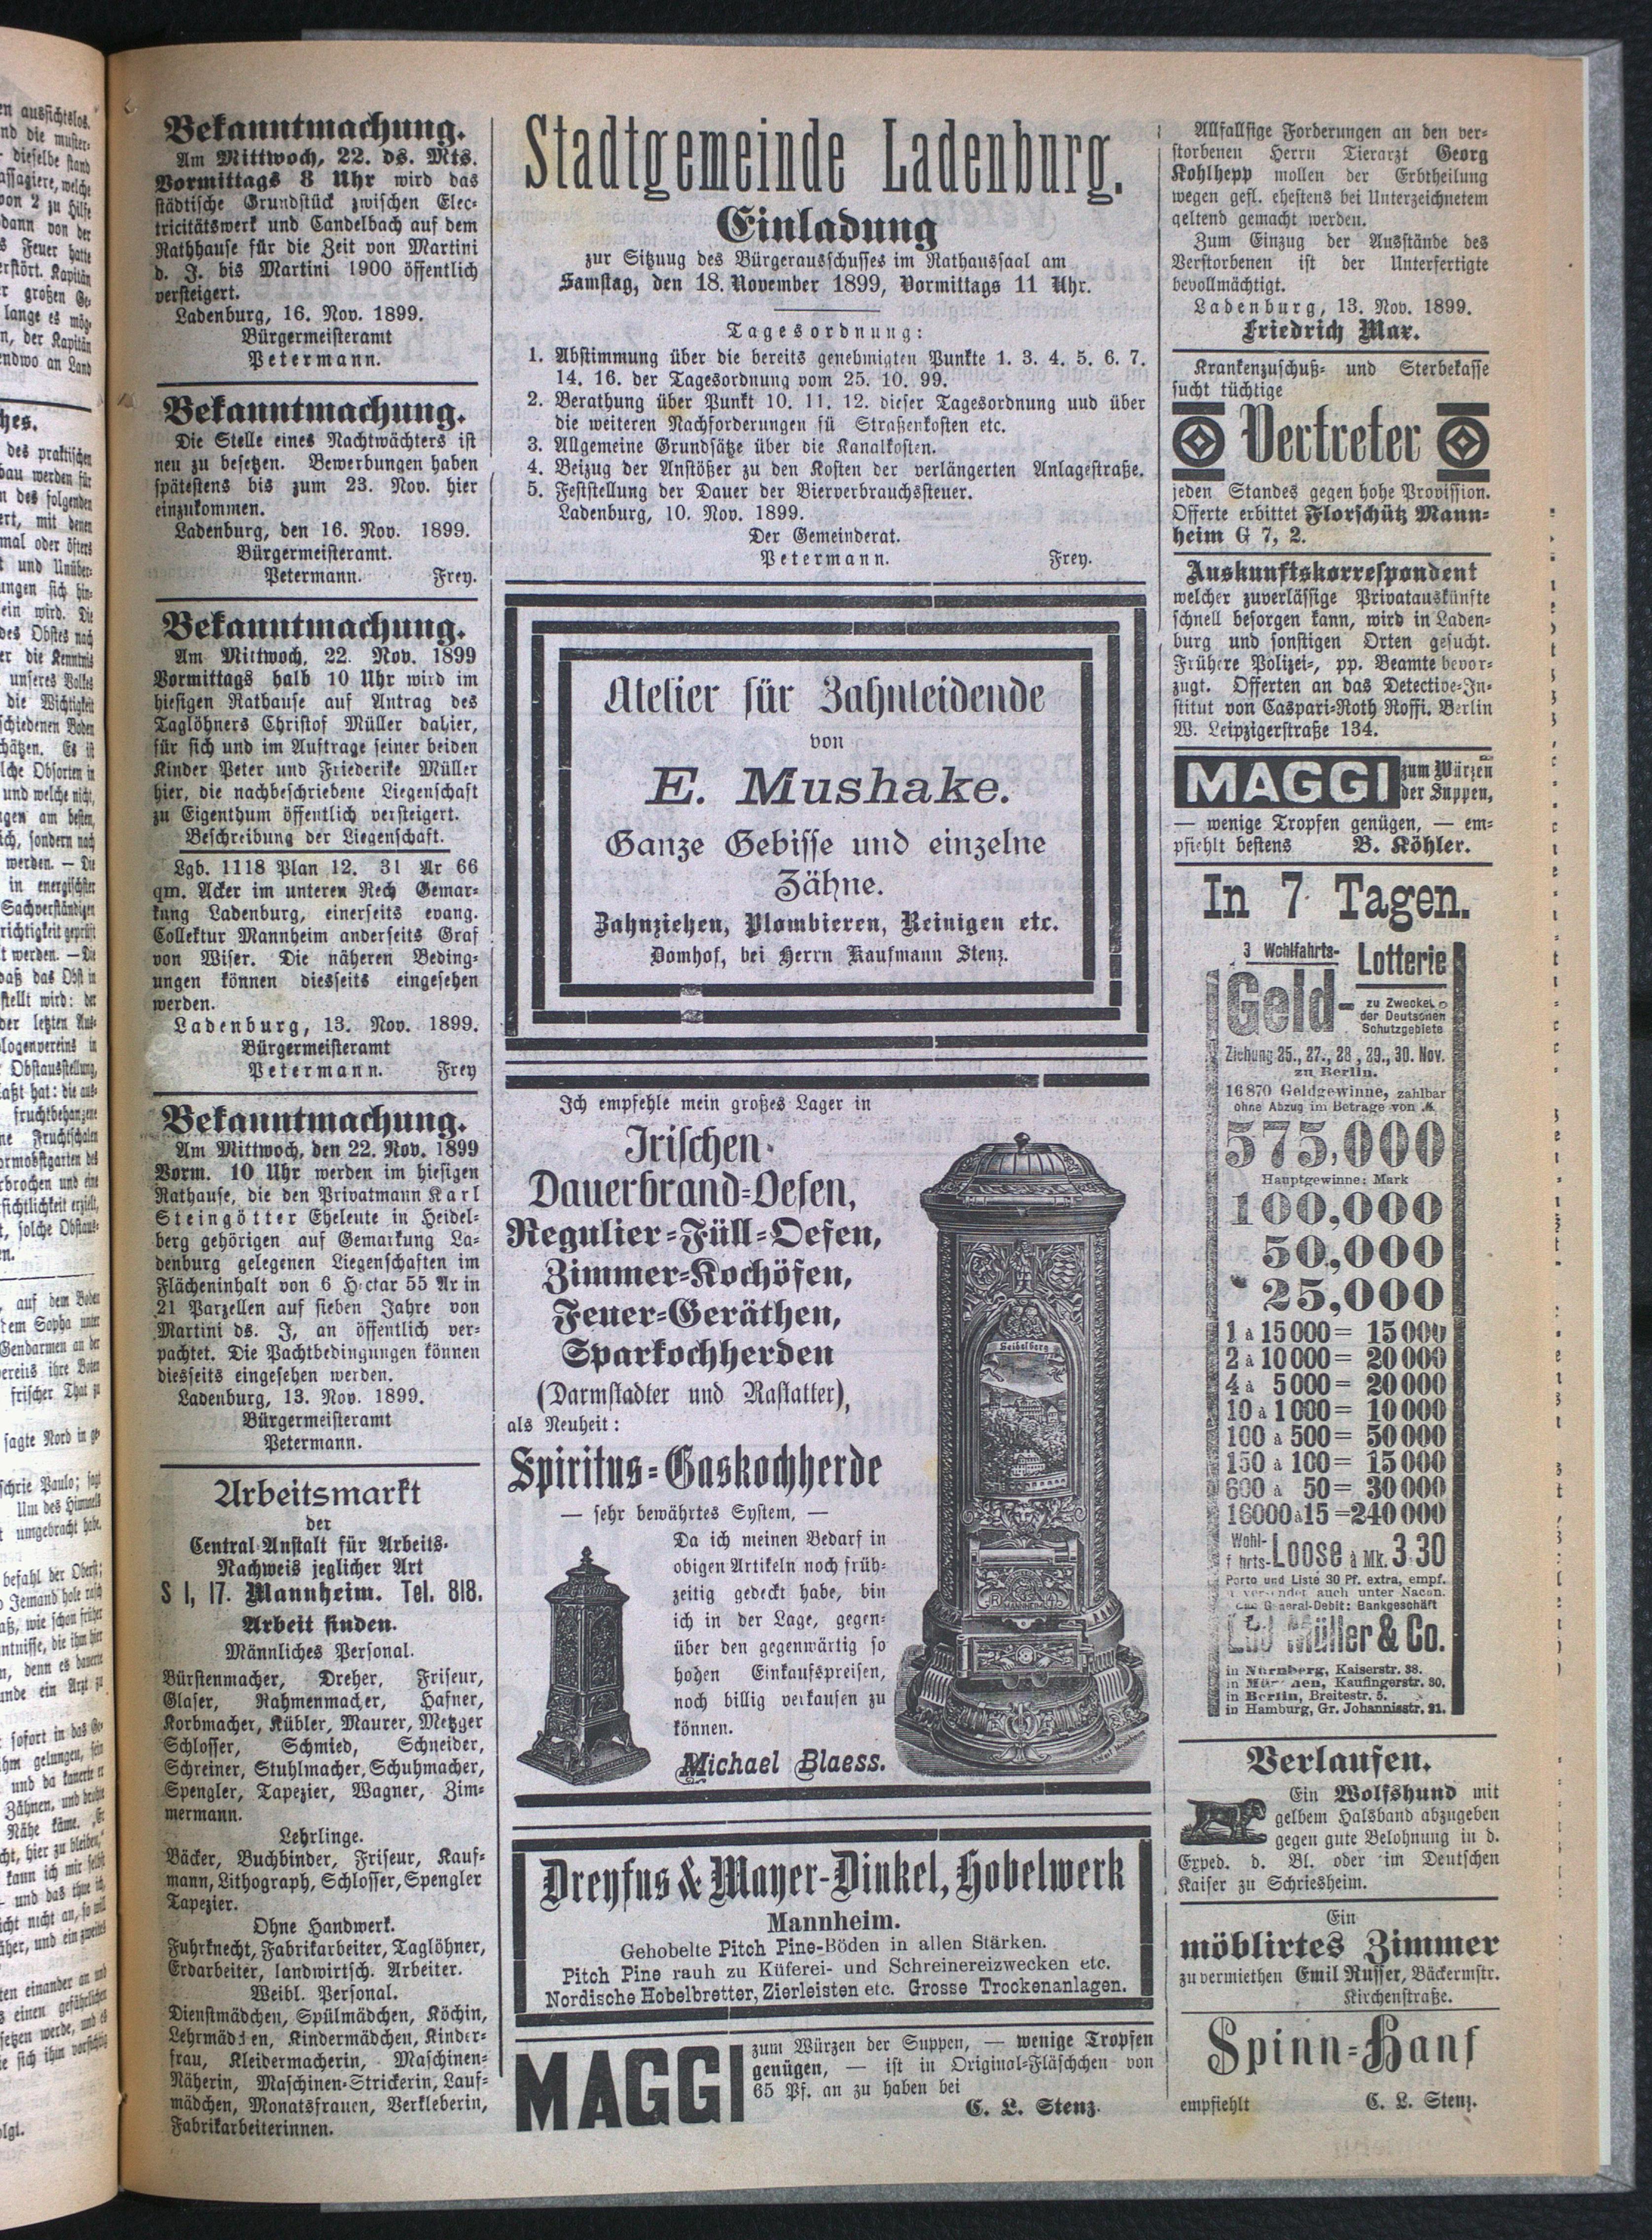 Bekanntmachung.
Am Mittwoch, 22. ds. Mts.
Vormittags 8 Uhr wird das
städtische Grundstück zwischen Elec-
tricitätswerk und Candelbach auf dem
Rathhause für die Zeit von Martini
d. J. bis Martini 1900 öffentlich
versteigert.
Ladenburg, 16. Nov. 1899.
Bürgermeisteramt
Petermann.
Bekanntmachung.
Die Stelle eines Nachtwächters ist
neu zu besetzen. Bewerbungen haben
spätestens bis zum 23. Nov. hier
einzukommen.
Ladenburg, den 16. Nov. 1899.
Bürgermeisteramt.
Petermann. Frey.
Bekanntmachung.
Am Mittwoch, 22. Nov. 1899
Vormittags halb 10 Uhr wird im
hiesigen Rathause auf Antrag des
Taglöhners Christof Müller dahier,
für sich und im Auftrage seiner beiden
Kinder Peter und Friederike Müller
hier, die nachbeschriebene Liegenschaft
zu Eigenthum öffentlich versteigert.
Beschreibung der Liegenschaft.
Lgb. 1118 Plan 12. 31 Ar 66
qm. Acker im unteren Rech Gemar-
kung Ladenburg, einerseits evang.
Collektur Mannheim anderseits Graf
von Wiser. Die näheren Beding-
ungen können diesseits eingesehen
werden.
Ladenburg, 13. Nov. 1899.
Bürgermeisteramt
Petermann. Frey
Bekanntmachung.
Am Mittwoch, den 22. Nov. 1899
Vorm. 10 Uhr werden im hiesigen
Rathause, die den Privatmann Karl
Steingötter Eheleute in Heidel-
berg gehörigen auf Gemarkung La-
denburg gelegenen Liegenschaften im
Flächeninhalt von 6 Hectar 55 Ar in
21 Parzellen auf sieben Jahre von
Martini ds. J, an öffentlich ver-
pachtet. Die Pachtbedingungen können
diesseits eingesehen werden.
Ladenburg, 13. Nov. 1899.
Bürgermeisteramt
Petermann.
Arbeitsmarkt
der
Central-Anstalt für Arbeits-
Nachweis jeglicher Art
S 1, 17. Mannheim. Tel. 818.
Arbeit finden.
Männliches Personal.
Bürstenmacher, Dreher, Friseur,
Glaser, Rahmenmacher, Hafner,
Korbmacher, Kübler, Maurer, Metzger
Schlosser, Schmied, Schneider,
Schreiner, Stuhlmacher, Schuhmacher,
Spengler, Tapezier, Wagner, Zim-
mermann.
Lehrlinge.
Bäcker, Buchbinder, Friseur, Kauf-
mann, Lithograph, Schlosser, Spengler
Tapezier.
Ohne Handwerk.
Fuhrknecht, Fabrikarbeiter, Taglöhner,
Erdarbeiter, landwirtsch. Arbeiter.
Weibl. Personal.
Dienstmädchen, Spülmädchen, Köchin,
Lehrmädchen, Kindermädchen, Kinder-
frau, Kleidermacherin, Maschinen-
Näherin, Maschinen-Strickerin, Lauf-
mädchen, Monatsfrauen, Verkleberin,
Fabrikarbeiterinnen.
Stadtgemeinde Ladenburg.
Einladung
zur Sitzuug des Bürgerausschusses im Rathaussaal am
Samstag, den 18. November 1899, Vormittags 11 Uhr.
Tagesordnung:
1. Abstimmung über die bereits genehmigten Punkte 1. 3. 4. 5. 6. 7.
14. 16. der Tagesordnung vom 25. 10. 99.
2. Berathung über Punkt 10. 11. 12. dieser Tagesordnung uud über
die weiteren Nachforderungen fü Straßenkosten etc.
3. Allgemeine Grundsätze über die Kanalkosten.
4. Beizug der Anstößer zu den Kosten der verlängerten Anlagestraße.
5. Feststellung der Dauer der Bierverbrauchssteuer.
Ladenburg, 10. Nov. 1899.
Der Gemeinderat.
Petermann. Frey.
Atelier für Zahnleidende
von
E. Mushake.
Ganze Gebisse und einzelne
Zähne.
Zahnziehen, Plombieren, Reinigen etc.
Domhof, bei Herrn Kaufmann Stenz.
Ich empfehle mein großes Lager in
Irischen
Dauerbrand-Oefen,
Regulier-Füll-Oefen,
Zimmer-Kochöfen,
Feuer-Geräthen,
Sparkochherden
(Darmstadter und Rastatter),
als Neuheit:
Spiritus-Gaskochherde
— sehr bewährtes System, —
Da ich meinen Bedarf in
obigen Artikeln noch früh-
zeitig gedeckt habe, bin
ich in der Lage, gegen-
über den gegenwärtig so
hohen Einkaufspreisen,
noch billig verkaufen zu
können.
Michael Blaess.
Heidelberg
Dreyfus & Mayer-Dinkel, Hobelwerk
Mannheim.
Gehobelte Pitch Pine-Böden in allen Stärken.
Pitch Pine rauh zu Küferei- und Schreinereizwecken etc.
Nordische Hobelbretter, Zierleisten etc. Grosse Trockenanlagen.
MAGGI zum Würzen der Suppen, — wenige Tropfen
genügen, — ist in Original-Fläschchen von
65 Pf. an zu haben bei
C. L. Stenz.
Allfallsige Forderungen an den ver-
storbenen Herrn Tierarzt Georg
Kohlhepp mollen der Erbtheilung
wegen gefl. ehestens bei Unterzeichnetem
geltend gemacht werden.
Zum Einzug der Ausstände des
Verstorbenen ist der Unterfertigte
bevollmächtigt.
Ladenburg, 13. Nov. 1899.
Friedrich Max.
Krankenzuschuß- und Sterbekasse
sucht tüchtige
Vertreter
jeden Standes gegen hohe Provission.
Offerte erbittet Florschütz Mann-
heim G 7, 2.
Auskunftskorrespondent
welcher zuverlässige Privatauskünfte
schnell besorgen kann, wird in Laden-
burg und sonstigen Orten gesucht.
Frühere Polizei-, pp. Beamte bevor-
zugt. Offerten an das Detective-In-
stitut von Caspari-Roth Roffi. Berlin
W. Leipzigerstraße 134.
MAGGI zum Würzen
der Suppen,
— wenige Tropfen genügen, — em-
pfiehlt bestens B. Köhler.
In 7 Tagen.
3 Wohlfahrts- Lotterie
Geld- zu Zwecken
der Deutschen
Schutzgebiete
Ziehung 25., 27., 28., 29., 30. Nov.
zu Berlin.
16870 Geldgewinne, zahlbar
ohne Abzug im Betrage von M.
575,000
Hauptgewinne: Mark
100,000
50,000
25,000
1 à 15000 = 15000
2 à 10000 = 20000
4 à 5000 = 20000
10 à 1000 = 10000
100 à 500 = 50000
150 à 100 = 15000
600 à 50 = 30000
16000 à 15 = 240000
Wohl-
fahrts- Loose à Mk. 3.30
Porto und Liste 30 Pf. extra, empf.
versendet auch unter Nacon.
General-Debit: Bankgeschäft
Lud Müller & Co.
in Nürnberg, Kaiserstr. 38.
in München, Kaufingerstr. 30.
in Berlin, Breitestr. 5.
in Hamburg, Gr. Johannisstr. 21.
Verlaufen.
Ein Wolfshund mit
gelbem Halsband abzugeben
gegen gute Belohnung in d.
Exped. d. Bl. oder im Deutschen
Kaiser zu Schriesheim.
Ein
möblirtes Zimmer
zu vermiethen Emil Russer, Bäckermstr.
Kirchenstraße.
Spinn-Hanf
empfiehlt C. L. Stenz.